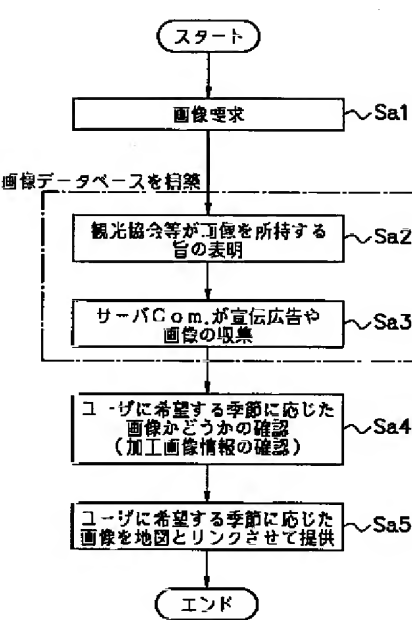 スタート
画像要求 Sa1
画像データベースを構築
観光協会等が画像を所持する
旨の表明 Sa2
サーバCom.が宣伝広告や
画像の収集 Sa3
ユーザに希望する季節に応じた
画像かどうかの確認 Sa4
(加工画像情報の確認)
ユーザに希望する季節に応じた
画像を地図とリンクさせて提供 Sa5
エンド